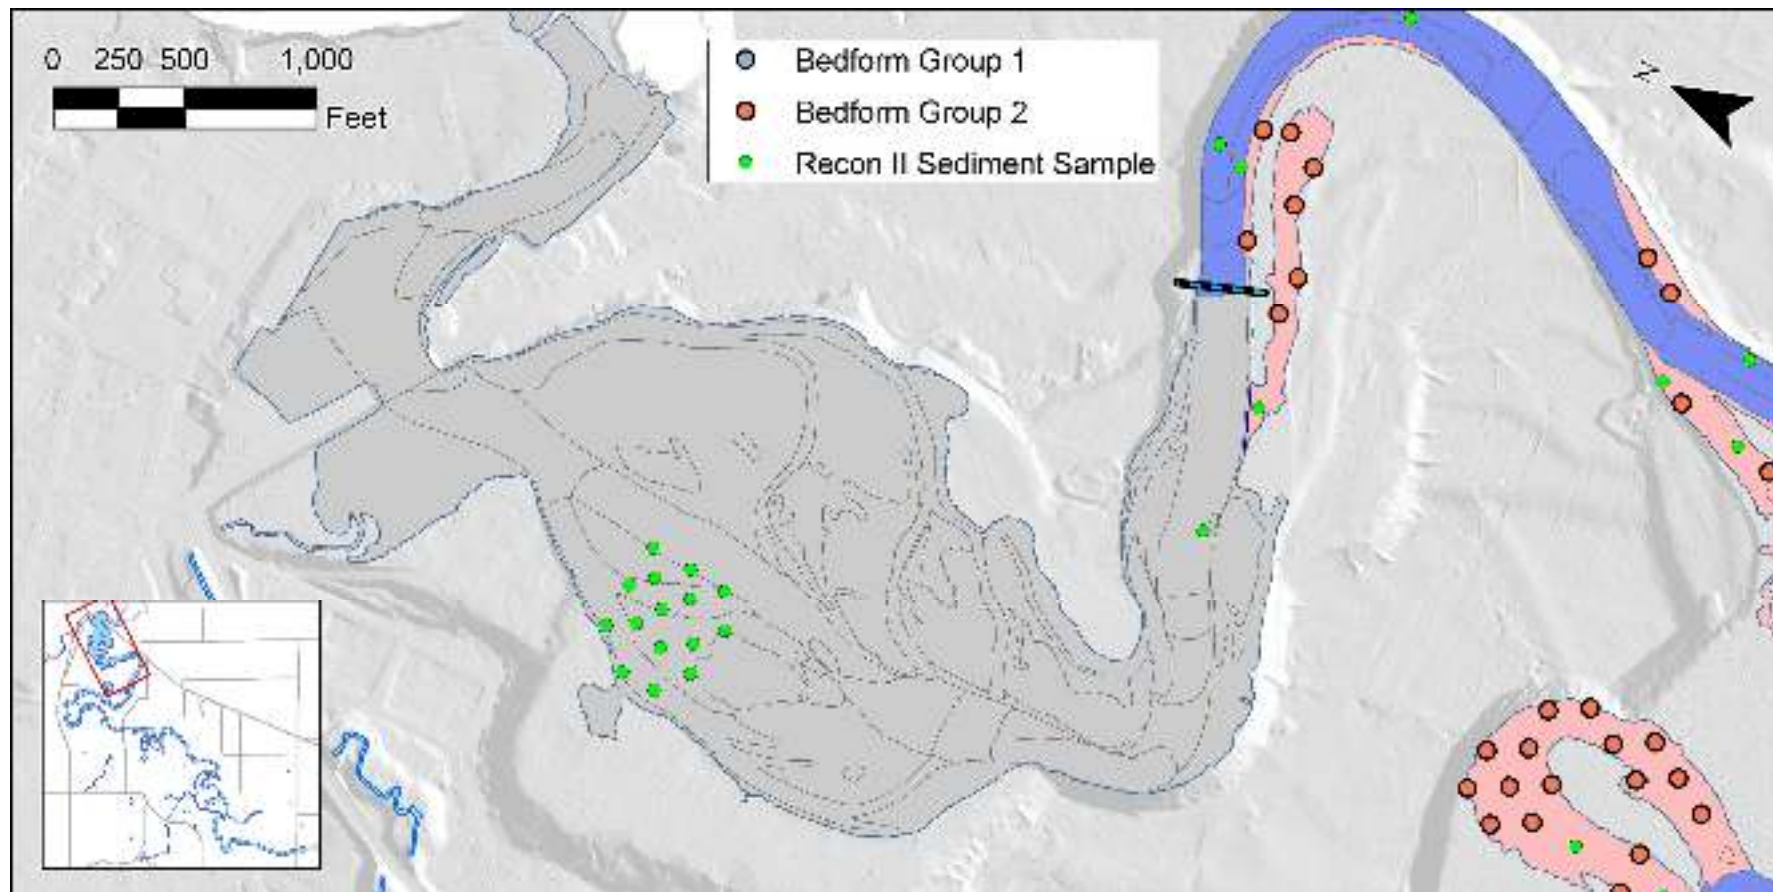 0 250 500 1,000
Feet
Bedform Group 1
Bedform Group 2
Recon II Sediment Sample
N